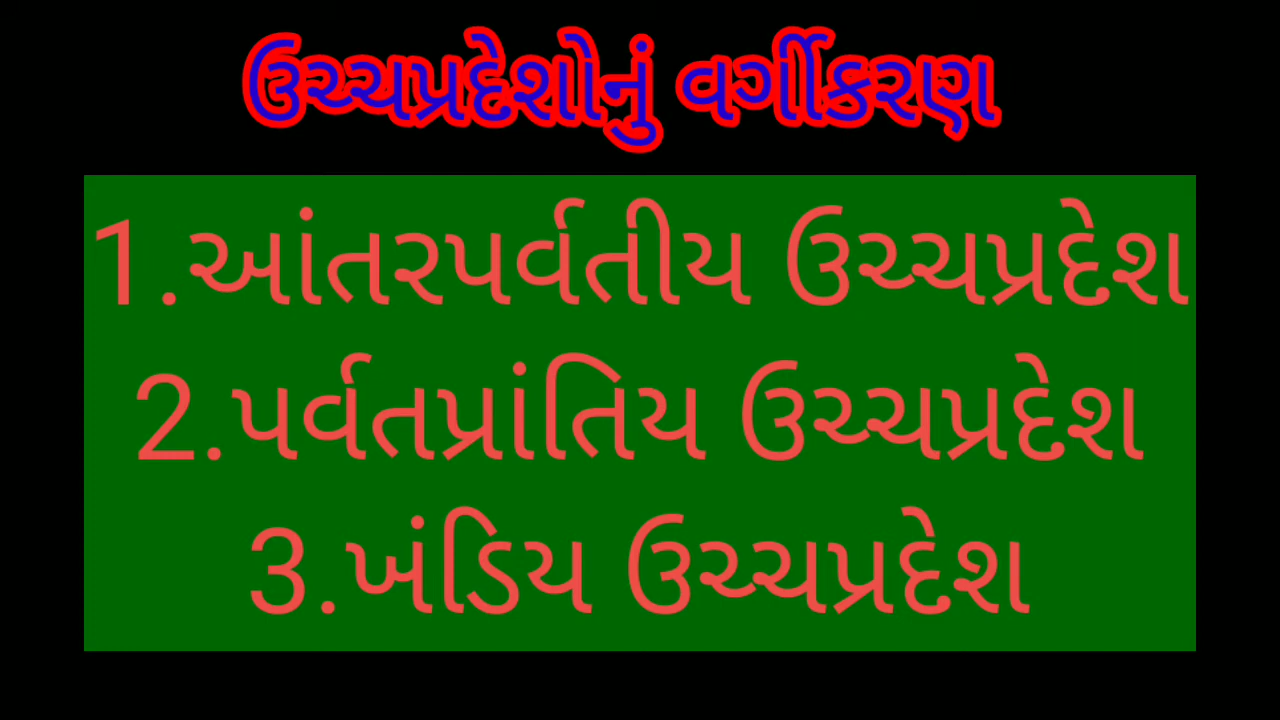 ઉચ્ચપ્રદેશોનું વર્ગીકરણ
1.આંતરપર્વતીય ઉચ્ચપ્રદેશ
2.પર્વતપ્રાંતિય ઉચ્ચપ્રદેશ
3.ખંડિય ઉચ્ચપ્રદેશ